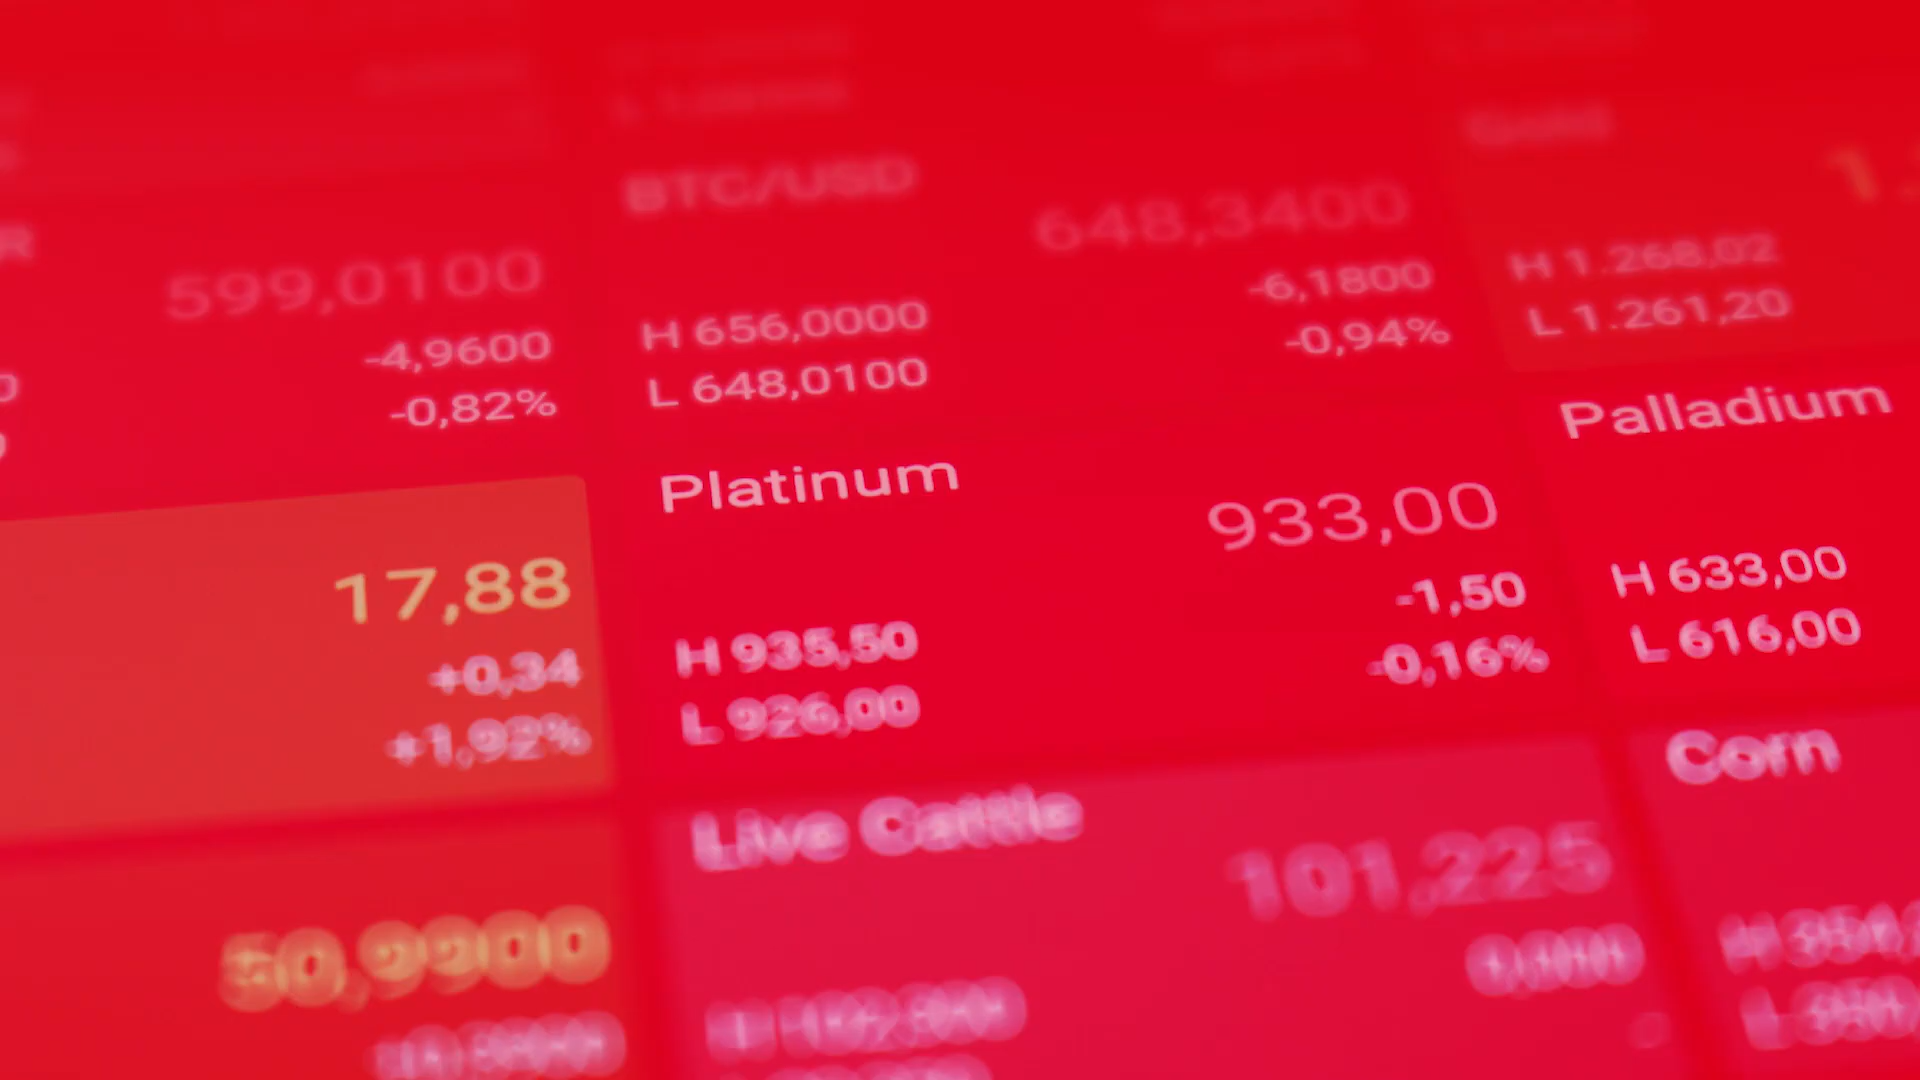 BTC/USD
648,3400
-6,1800
-0,94%
H 656,0000
L 648,0100
599,0100
-4,9600
-0,82%
Gold
H 1.268,02
L 1.261,20
Platinum
933,00
-1,50
-0,16%
H 935,50
L 926,00
Palladium
H 633,00
L 616,00
17,88
+0,34
+1,92%
Live Cattle
101,225
Corn
50,9900